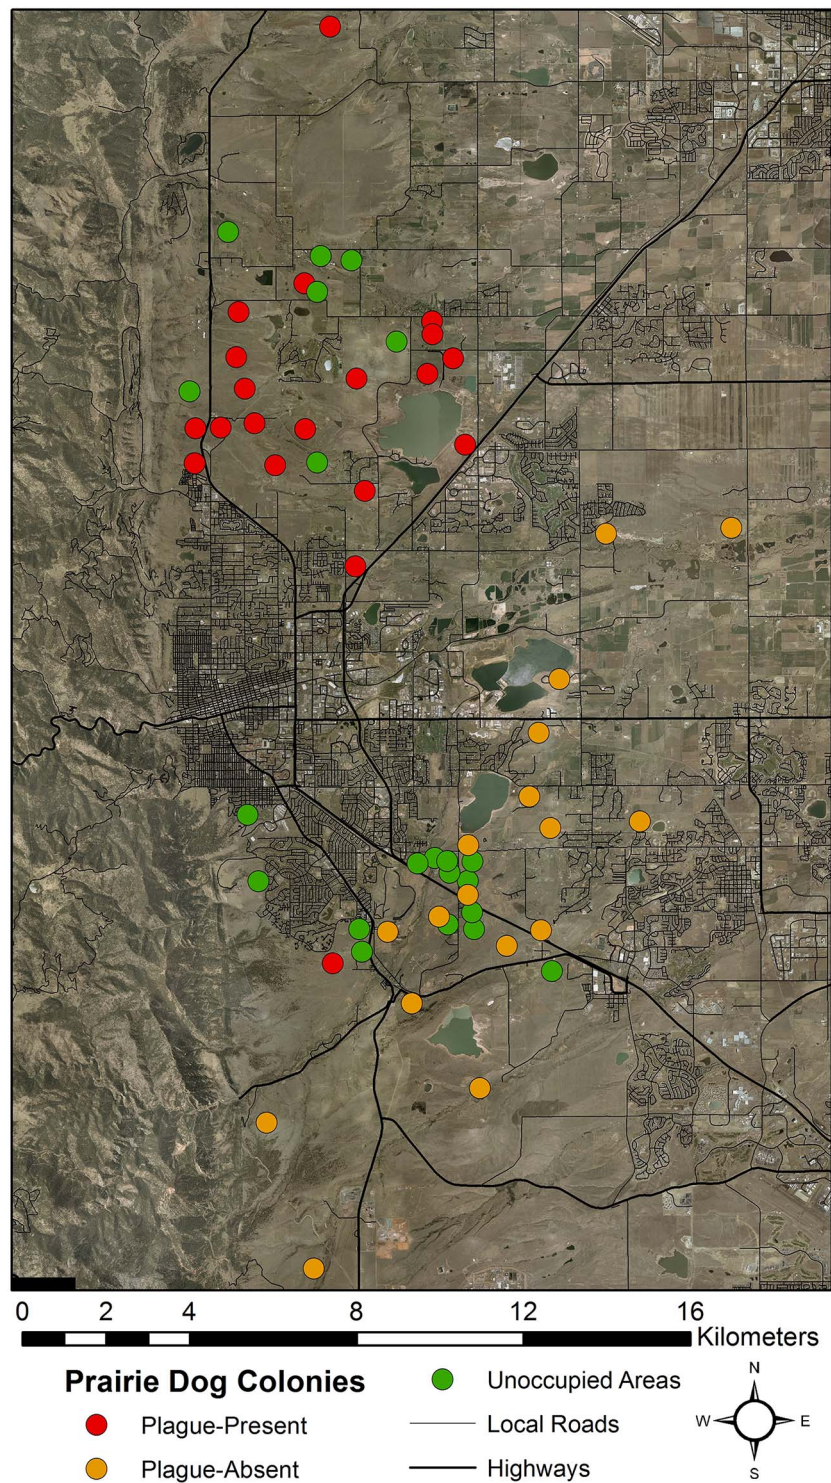 0 2 4 8 12 16
Kilometers
Prairie Dog Colonies
Plague-Present
Plague-Absent
Unoccupied Areas
Local Roads
Highways
N
W E
S